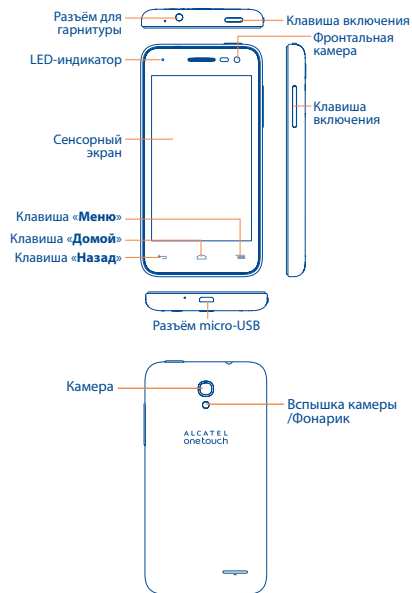 Разъём для
гарнитуры
Клавиша включения
Фронтальная
камера
LED-индикатор
Клавиша
включения
Сенсорный
экран
Клавиша «Меню»
Клавиша «Домой»
Клавиша «Назад»
Разъём micro-USB
Камера
Вспышка камеры
/Фонарик
ALCATEL
onetouch